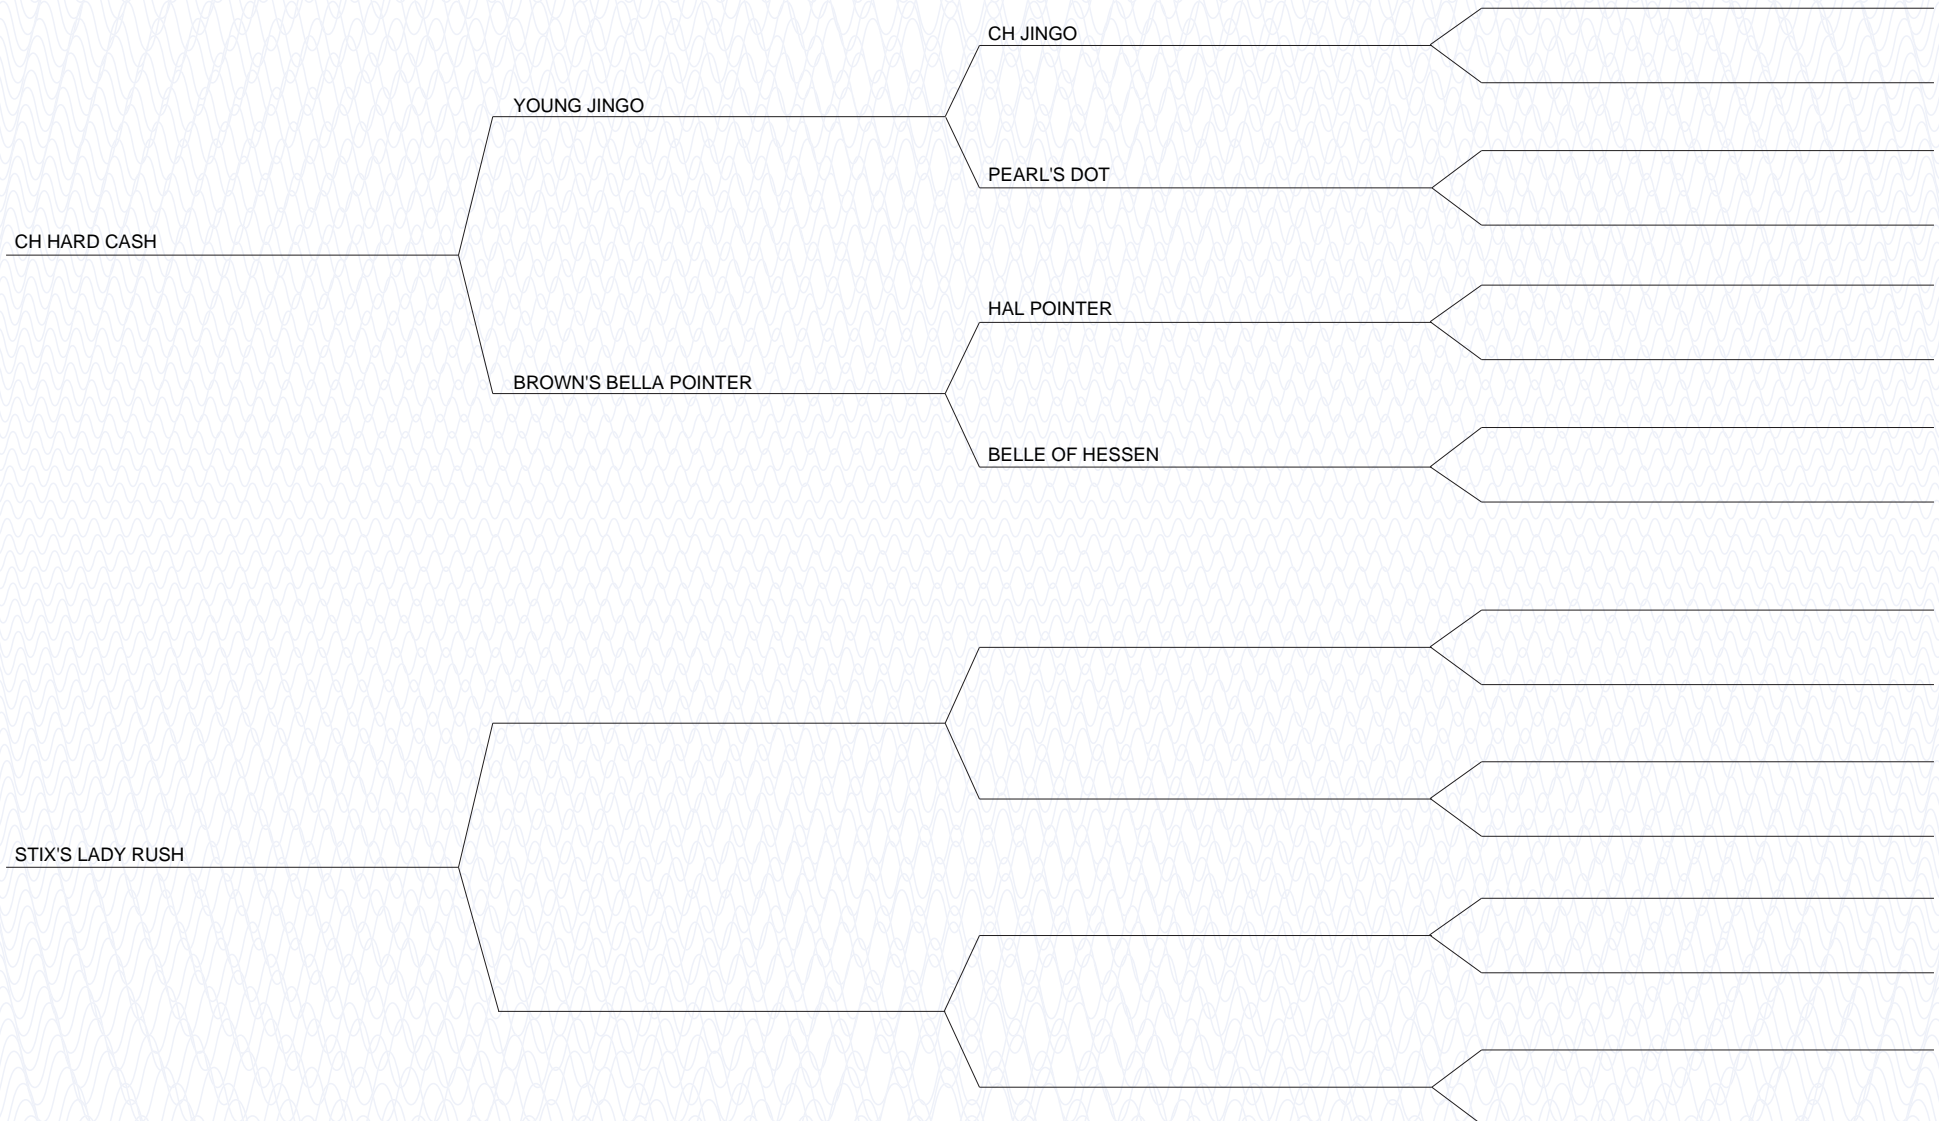 CH JINGO
YOUNG JINGO
PEARL'S DOT
CH HARD CASH
HAL POINTER
BROWN'S BELLA POINTER
BELLE OF HESSEN
STIX'S LADY RUSH